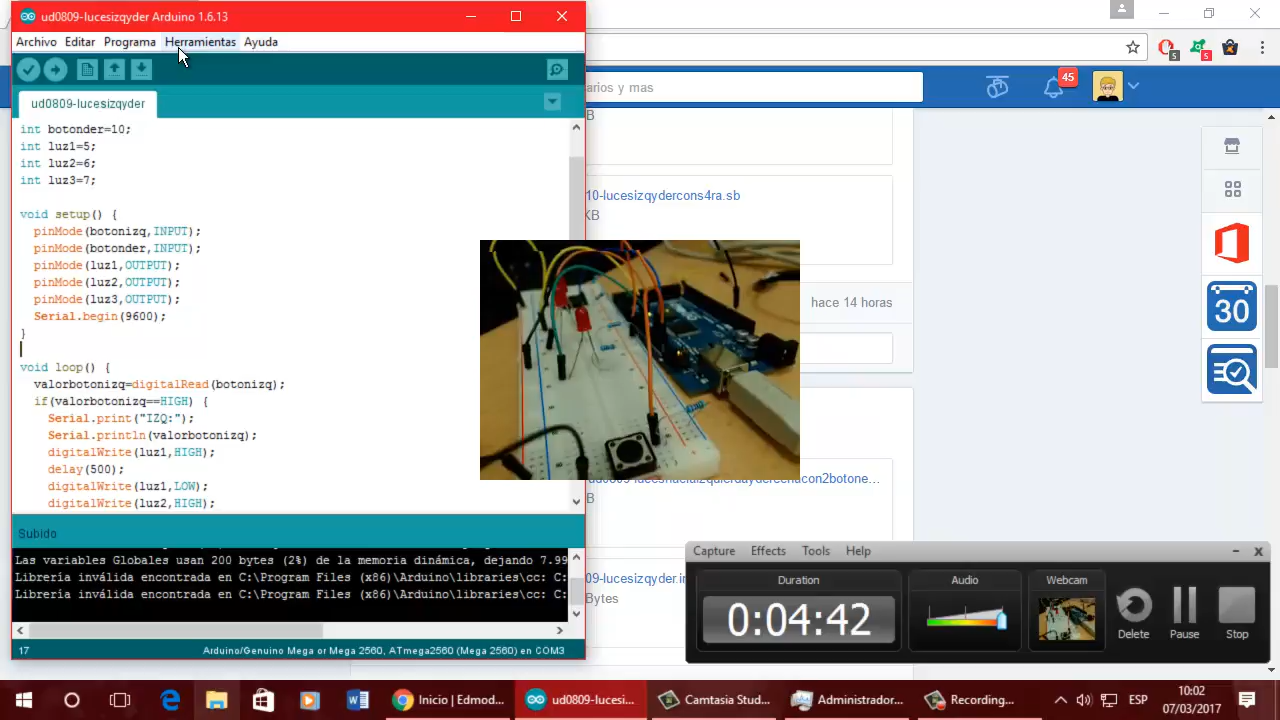 ud0809-lucesizqyder Arduino 1.6.13
Archivo Editar Programa Herramientas Ayuda
ud0809-lucesizqyder
int botonder=10;
int luz1=5;
int luz2=6;
int luz3=7;
void setup() {
pinMode(botonizq,INPUT);
pinMode(botonder,INPUT);
pinMode(luz1,OUTPUT);
pinMode(luz2,OUTPUT);
pinMode(luz3,OUTPUT);
Serial.begin(9600);
}
void loop() {
valorbotonizq=digitalRead(botonizq);
if(valorbotonizq==HIGH) {
Serial.print("IZQ:");
Serial.println(valorbotonizq);
digitalWrite(luz1,HIGH);
delay(500);
digitalWrite(luz1,LOW);
digitalWrite(luz2,HIGH);
Subido
Las variables Globales usan 200 bytes (2%) de la memoria dinámica, dejando 7.99
Librería inválida encontrada en C:\Program Files (x86)\Arduino\libraries\cc: C:
Librería inválida encontrada en C:\Program Files (x86)\Arduino\libraries\cc: C:
17
Arduino/Genuino Mega or Mega 2560, ATmega2560 (Mega 2560) en COM3
5 5
arios y mas
45
B
10-lucesizqydercons4ra.sb
KB
hace 14 horas
30
B
09-lucesizqyder.in
Bytes
Capture Effects Tools Help
Duration
0:04:42
Audio
Webcam
Delete
Pause
Stop
Inicio | Edmod...
ud0809-lucesi...
Camtasia Stud...
Administrador...
Recording...
ESP
10:02
07/03/2017